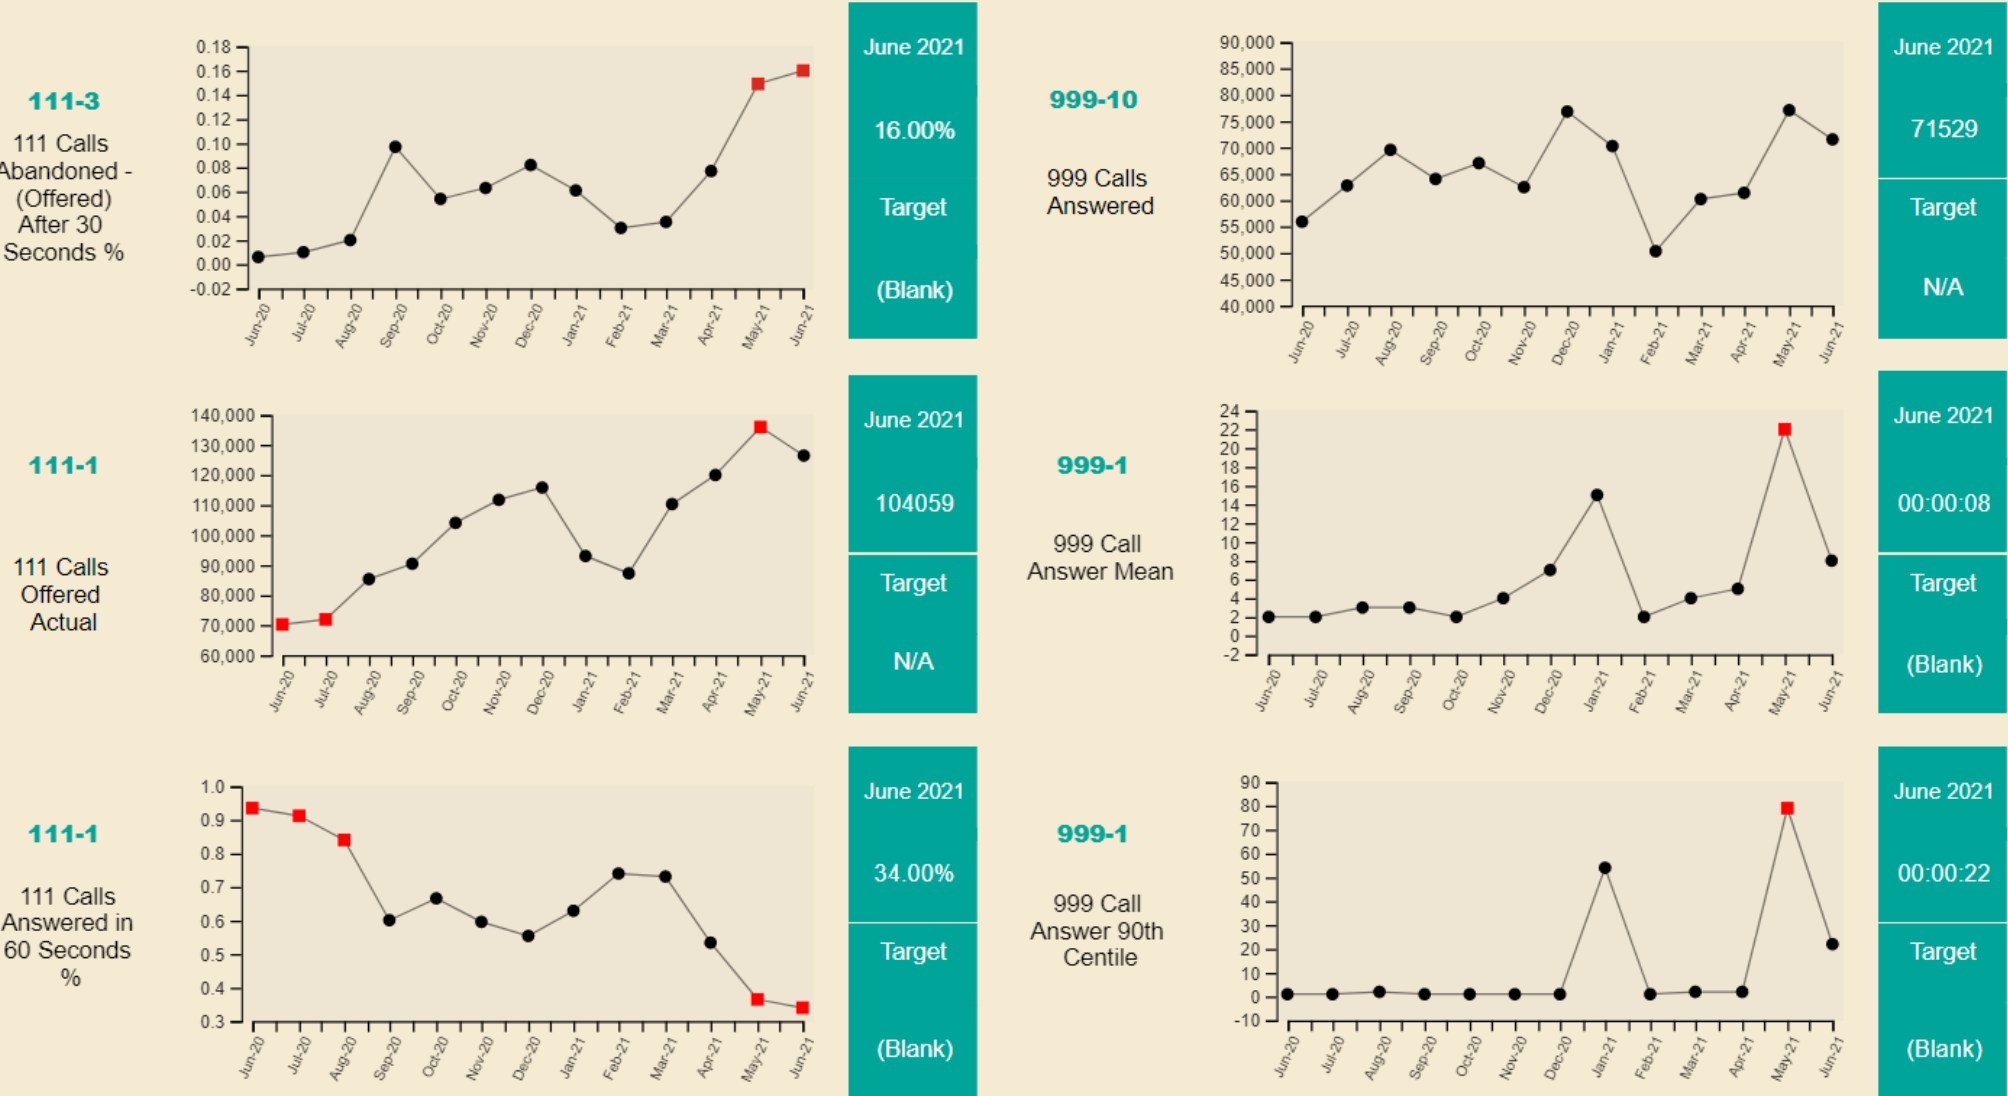 111-3
111 Calls
Abandoned -
(Offered)
After 30
Seconds %
0.18
0.16
0.14
0.12
0.10
0.08
0.06
0.04
0.02
0.00
-0.02
Jun-20
Jul-20
Aug-20
Sep-20
Oct-20
Nov-20
Dec-20
Jan-21
Feb-21
Mar-21
Apr-21
May-21
Jun-21
June 2021
16.00%
Target
(Blank)
999-10
999 Calls
Answered
90,000
85,000
80,000
75,000
70,000
65,000
60,000
55,000
50,000
45,000
40,000
Jun-20
Jul-20
Aug-20
Sep-20
Oct-20
Nov-20
Dec-20
Jan-21
Feb-21
Mar-21
Apr-21
May-21
Jun-21
June 2021
71529
Target
N/A
111-1
111 Calls
Offered
Actual
140,000
130,000
120,000
110,000
100,000
90,000
80,000
70,000
60,000
Jun-20
Jul-20
Aug-20
Sep-20
Oct-20
Nov-20
Dec-20
Jan-21
Feb-21
Mar-21
Apr-21
May-21
Jun-21
June 2021
104059
Target
N/A
999-1
999 Call
Answer Mean
24
22
20
18
16
14
12
10
8
6
4
2
0
-2
Jun-20
Jul-20
Aug-20
Sep-20
Oct-20
Nov-20
Dec-20
Jan-21
Feb-21
Mar-21
Apr-21
May-21
Jun-21
June 2021
00:00:08
Target
(Blank)
111-1
111 Calls
Answered in
60 Seconds
%
1.0
0.9
0.8
0.7
0.6
0.5
0.4
0.3
Jun-20
Jul-20
Aug-20
Sep-20
Oct-20
Nov-20
Dec-20
Jan-21
Feb-21
Mar-21
Apr-21
May-21
Jun-21
June 2021
34.00%
Target
(Blank)
999-1
999 Call
Answer 90th
Centile
90
80
70
60
50
40
30
20
10
0
-10
Jun-20
Jul-20
Aug-20
Sep-20
Oct-20
Nov-20
Dec-20
Jan-21
Feb-21
Mar-21
Apr-21
May-21
Jun-21
June 2021
00:00:22
Target
(Blank)